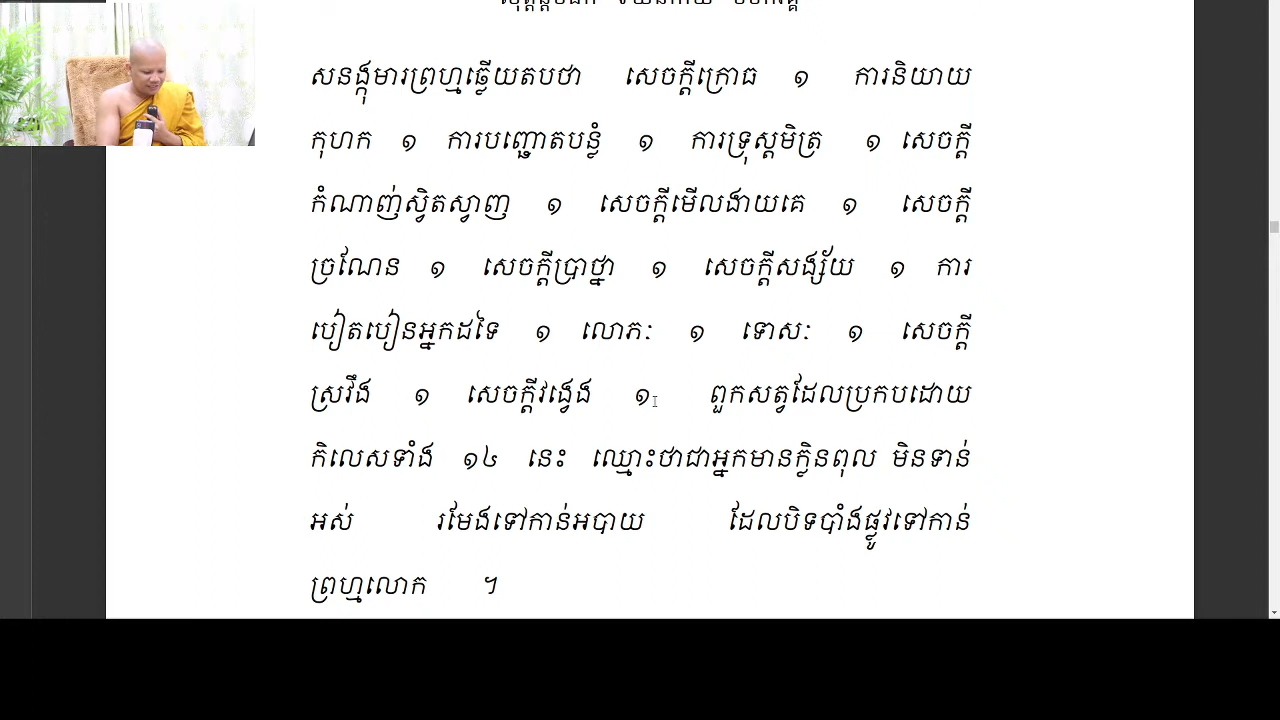 សនង្កុមារព្រហ្មឆ្លើយតបថា សេចក្តីក្រោធ ១ ការនិយាយ
កុហក ១ ការបញ្ឆោតបន្លំ ១ ការទ្រុស្តមិត្រ ១ សេចក្តី
កំណាញ់ស្វិតស្វាញ ១ សេចក្តីមើលងាយគេ ១ សេចក្តី
ច្រណែន ១ សេចក្តីប្រាថ្នា ១ សេចក្តីសង្ស័យ ១ ការ
បៀតបៀនអ្នកដទៃ ១ លោភៈ ១ ទោសៈ ១ សេចក្តី
ស្រវឹង ១ សេចក្តីវង្វេង ១ ពួកសត្វដែលប្រកបដោយ
កិលេសទាំង ១៤ នេះ ឈ្មោះថាជាអ្នកមានក្លិនពុល មិនទាន់
អស់ រមែងទៅកាន់អបាយ ដែលបិទបាំងផ្លូវទៅកាន់
ព្រហ្មលោក ។